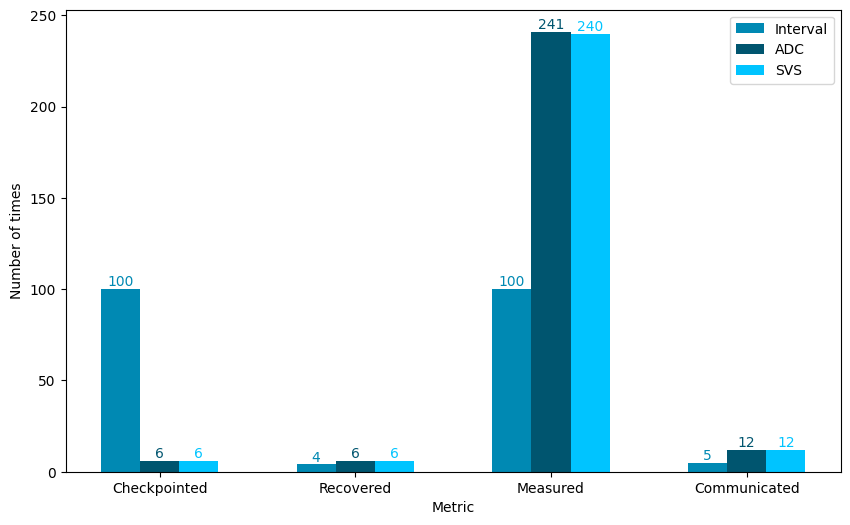 250
200
150
100
50
0
Number of times
Interval
ADC
SVS
100
6
6
4
6
6
100
241
240
5
12
12
Checkpointed
Recovered
Measured
Communicated
Metric